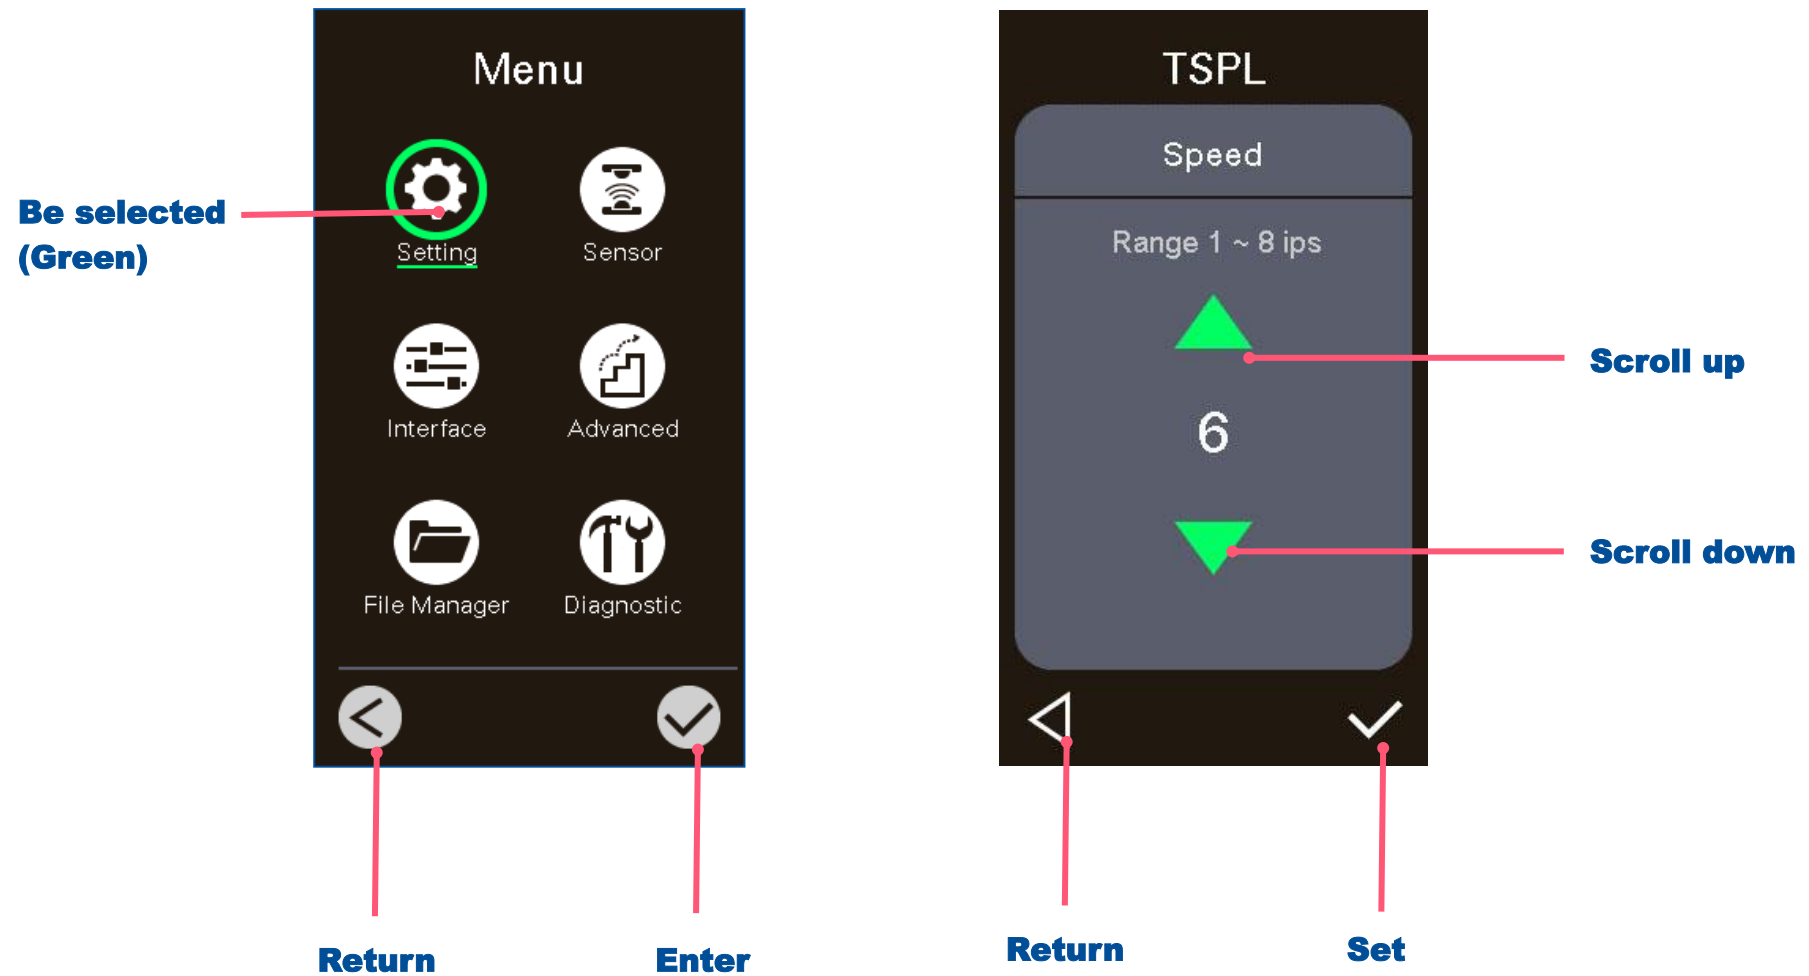 Menu
Be selected
(Green)
Setting
Sensor
Interface
Advanced
File Manager
Diagnostic
Return
Enter
TSPL
Speed
Range 1 ~ 8 ips
Scroll up
6
Scroll down
Return
Set